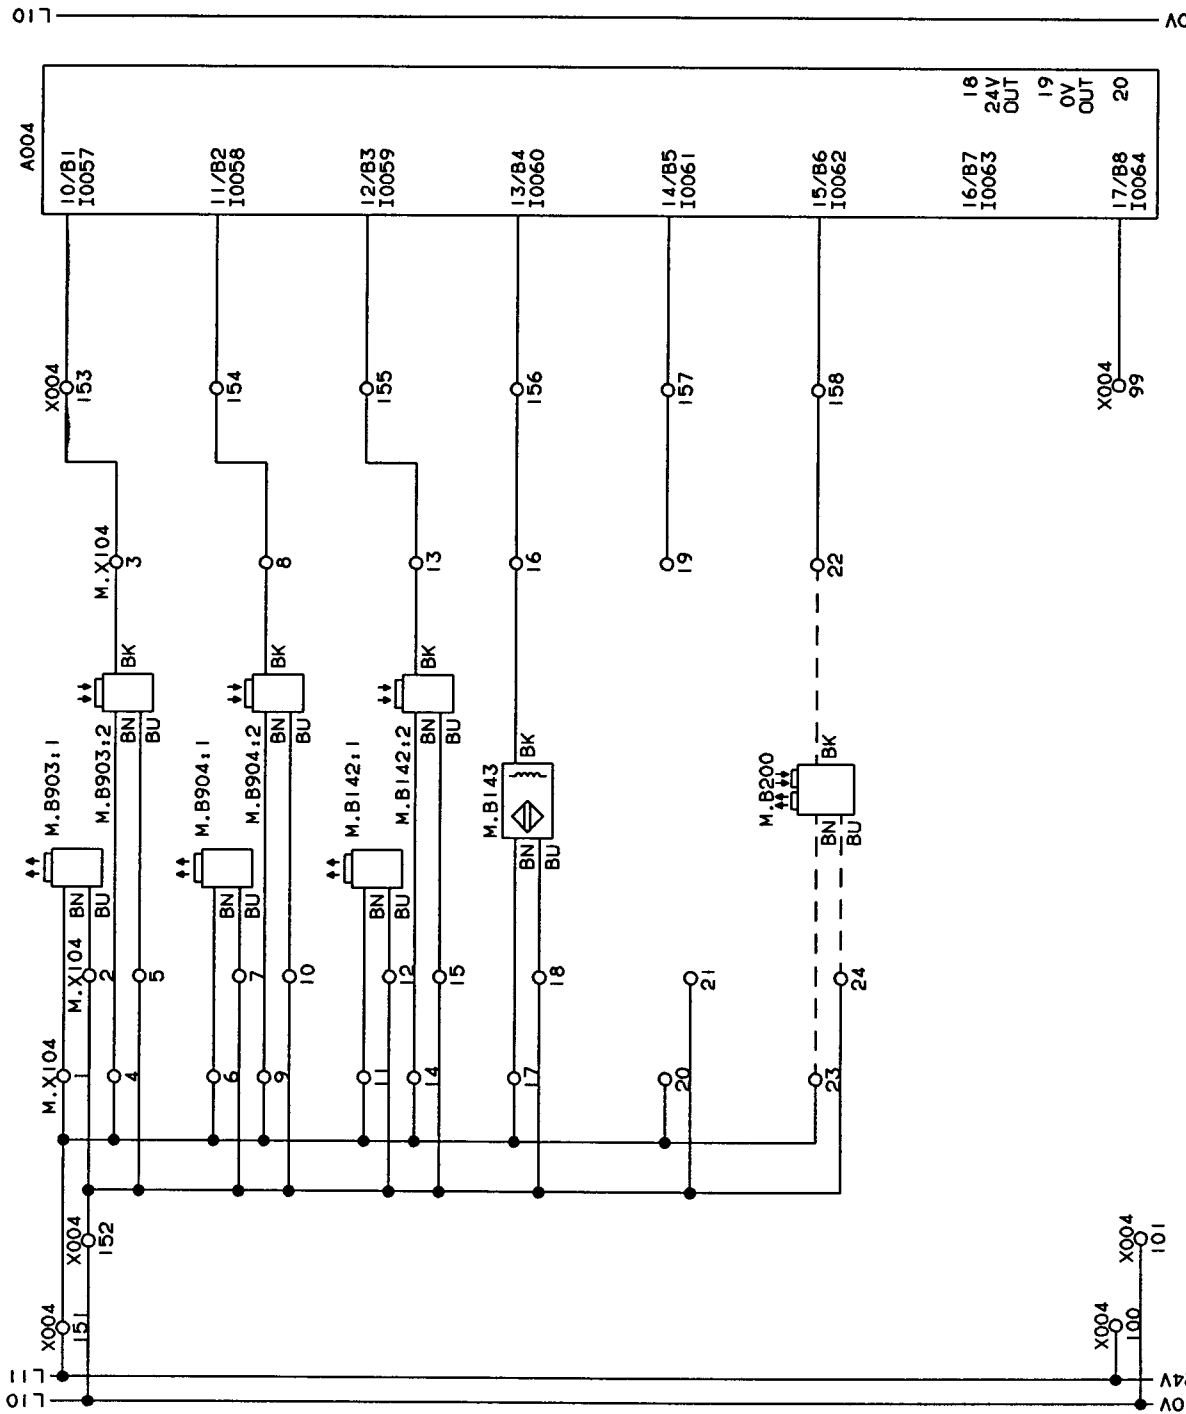 L10
0V
A004
10/B1
I0057
11/B2
I0058
12/B3
I0059
13/B4
I0060
14/B5
I0061
15/B6
I0062
16/B7
I0063
17/B8
I0064
18
24V
OUT
19
0V
OUT
20
X004
153
154
155
156
157
158
X004
99
M.X104
3
8
13
16
19
22
BK
BK
BK
BK
BK
M.B903:1
M.B903:2
BN
BU
M.B904:1
M.B904:2
BN
BU
M.B142:1
M.B142:2
BN
BU
M.B143
M.B200
BN
BU
BN
BU
BN
BU
BN
BU
BN
BU
M.X104
2
5
7
10
12
15
18
21
24
M.X104
1
4
6
9
11
14
17
20
23
X004
152
X004
151
X004
101
X004
100
L11
24V
L10
0V